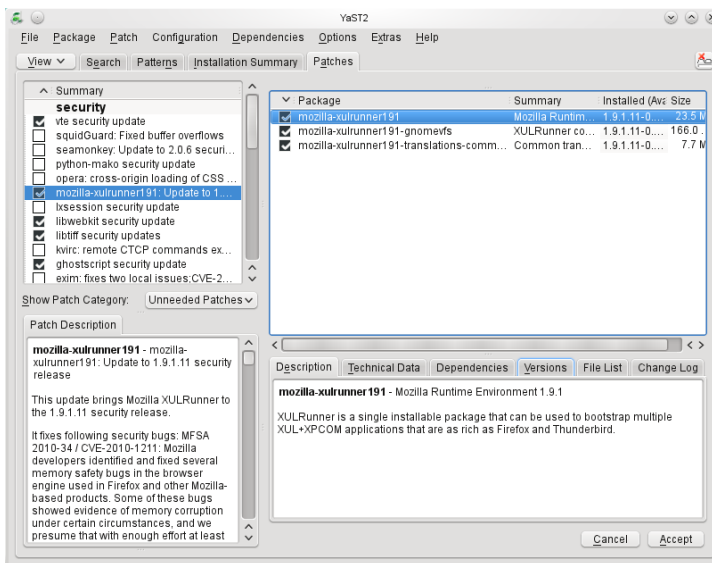 YaST2
File Package Patch Configuration Dependencies Options Extras Help
View Search Patterns Installation Summary Patches
Summary
security
vte security update
squidGuard: Fixed buffer overflows
seamonkey: Update to 2.0.6 securi...
python-mako security update
opera: cross-origin loading of CSS ...
mozilla-xulrunner191: Update to 1....
lxsession security update
libwebkit security update
libtiff security updates
kvirc: remote CTCP commands ex...
ghostscript security update
exim: fixes two local issues;CVE-2...
Show Patch Category: Unneeded Patches
Patch Description
mozilla-xulrunner191 - mozilla-
xulrunner191: Update to 1.9.1.11 security
release
This update brings Mozilla XULRunner to
the 1.9.1.11 security release.
It fixes following security bugs: MFSA
2010-34 / CVE-2010-1211: Mozilla
developers identified and fixed several
memory safety bugs in the browser
engine used in Firefox and other Mozilla-
based products. Some of these bugs
showed evidence of memory corruption
under certain circumstances, and we
presume that with enough effort at least
Package Summary Installed (Ava Size
mozilla-xulrunner191 Mozilla Runtim... 1.9.1.11-0.... 23.5 M
mozilla-xulrunner191-gnomevfs XULRunner co... 1.9.1.11-0.... 166.0 .
mozilla-xulrunner191-translations-comm... Common tran... 1.9.1.11-0.... 7.7 M
Description Technical Data Dependencies Versions File List Change Log
mozilla-xulrunner191 - Mozilla Runtime Environment 1.9.1
XULRunner is a single installable package that can be used to bootstrap multiple
XUL+XPCOM applications that are as rich as Firefox and Thunderbird.
Cancel Accept